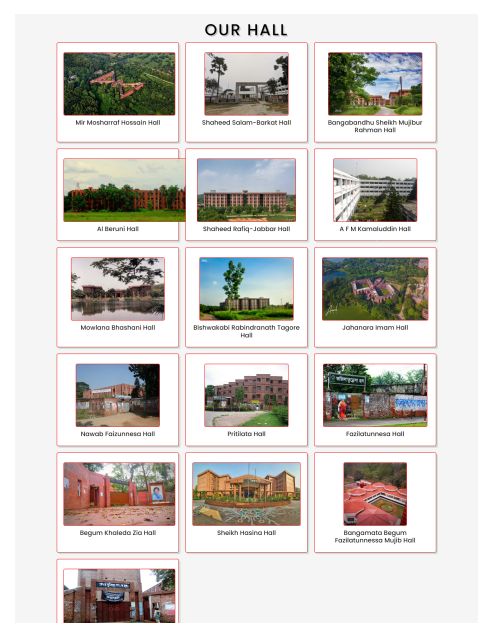 OUR HALL
Mir Mosharraf Hossain Hall
Shaheed Salam-Barkat Hall
Bangabandhu Sheikh Mujibur
Rahman Hall
Al Beruni Hall
Shaheed Rafiq-Jabbar Hall
A F M Kamaluddin Hall
Mowlana Bhashani Hall
Bishwakabi Rabindranath Tagore
Hall
Jahanara Imam Hall
Nawab Faizunnesa Hall
Pritilata Hall
Fazilatunnesa Hall
Begum Khaleda Zia Hall
Sheikh Hasina Hall
Bangamata Begum
Fazilatunnessa Mujib Hall